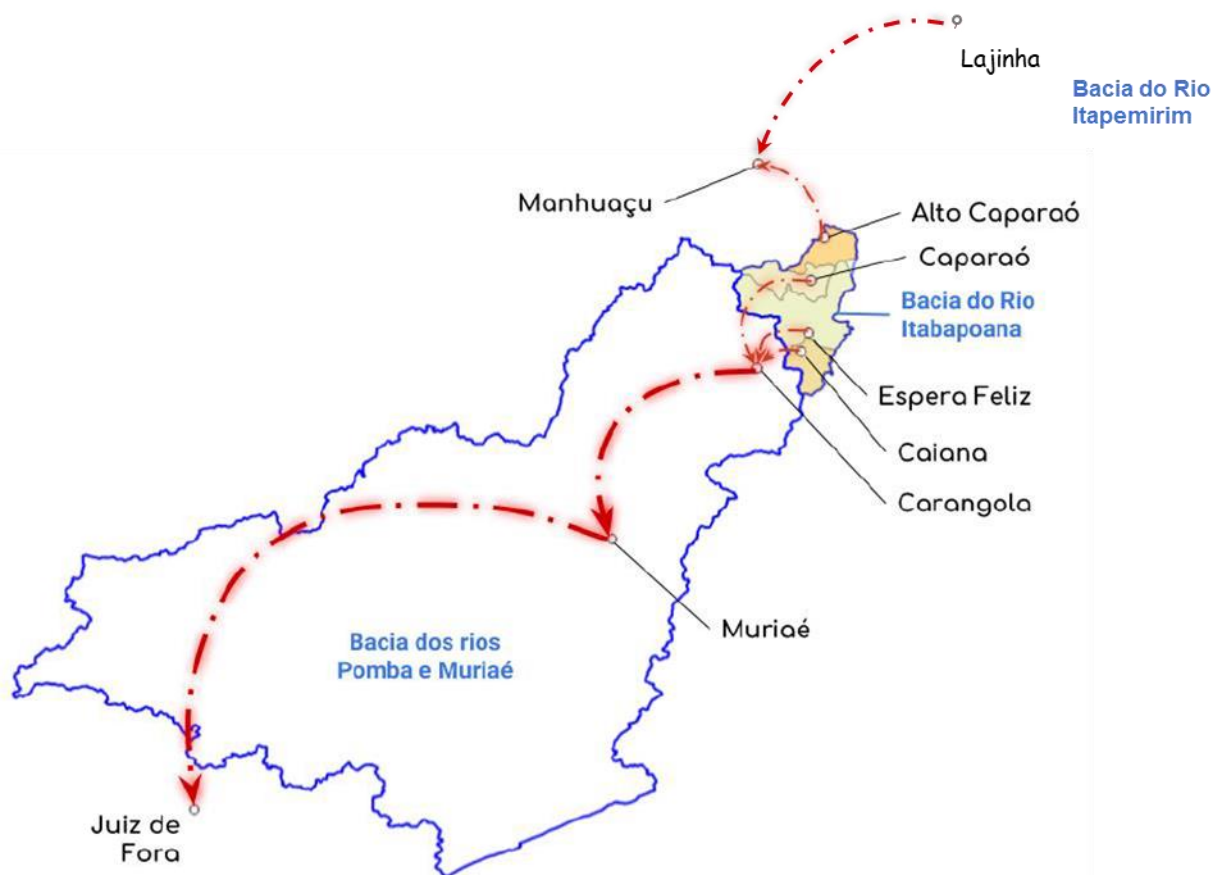 Lajinha
Bacia do Rio
Itapemirim
Manhuaçu
Alto Caparaó
Caparaó
Bacia do Rio
Itabapoana
Espera Feliz
Caiana
Carangola
Muriaé
Bacia dos rios
Pomba e Muriaé
Juiz de
Fora